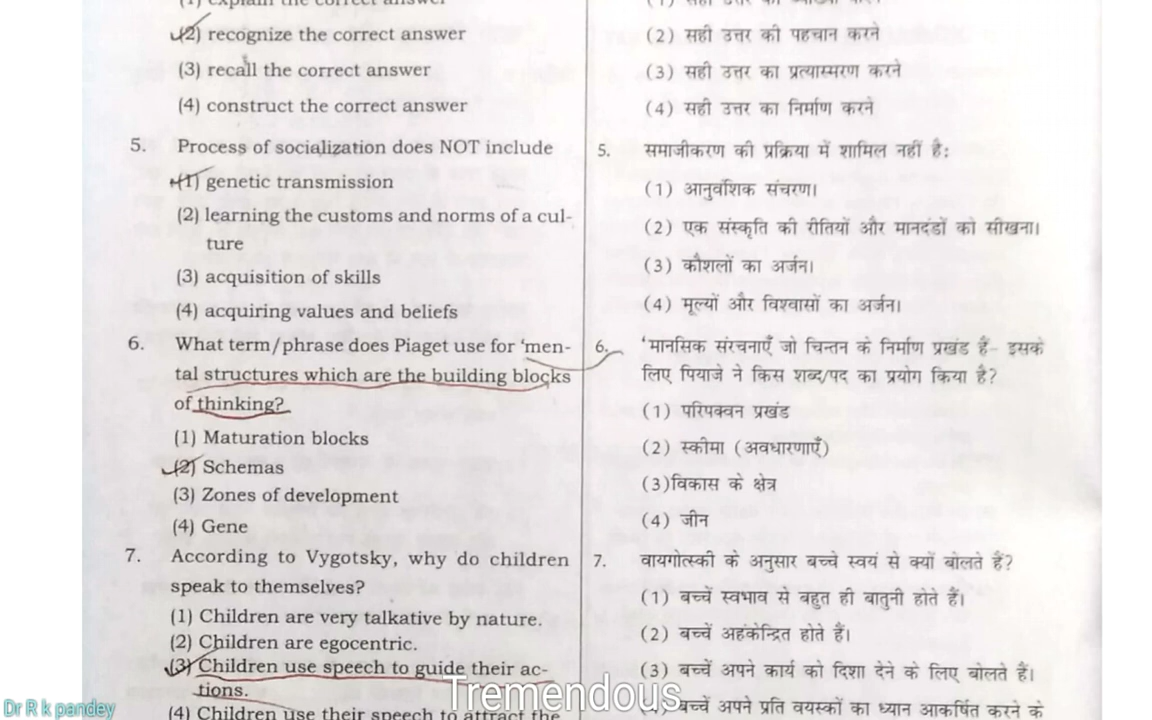 (1) explain the correct answer
(2) recognize the correct answer
(3) recall the correct answer
(4) construct the correct answer
5. Process of socialization does NOT include
(1) genetic transmission
(2) learning the customs and norms of a cul-
ture
(3) acquisition of skills
(4) acquiring values and beliefs
6. What term/phrase does Piaget use for 'men-
tal structures which are the building blocks
of thinking?
(1) Maturation blocks
(2) Schemas
(3) Zones of development
(4) Gene
7. According to Vygotsky, why do children
speak to themselves?
(1) Children are very talkative by nature.
(2) Children are egocentric.
(3) Children use speech to guide their ac-
tions.
(4) Children use their speech to attract the
(2) सही उत्तर की पहचान करने
(3) सही उत्तर का प्रत्यास्मरण करने
(4) सही उत्तर का निर्माण करने
5. समाजीकरण की प्रक्रिया में शामिल नहीं है:
(1) आनुवंशिक संचरण।
(2) एक संस्कृति की रीतियों और मानदंडों को सीखना।
(3) कौशलों का अर्जन।
(4) मूल्यों और विश्वासों का अर्जन।
6. 'मानसिक संरचनाएँ जो चिन्तन के निर्माण प्रखंड हैं- इसके
लिए पियाजे ने किस शब्द/पद का प्रयोग किया है?
(1) परिपक्वन प्रखंड
(2) स्कीमा (अवधारणाएँ)
(3)विकास के क्षेत्र
(4) जीन
7. वायगोत्स्की के अनुसार बच्चे स्वयं से क्यों बोलते हैं?
(1) बच्चें स्वभाव से बहुत ही बातुनी होते हैं।
(2) बच्चें अहंकेन्द्रित होते हैं।
(3) बच्चें अपने कार्य को दिशा देने के लिए बोलते हैं।
बच्चें अपने प्रति वयस्कों का ध्यान आकर्षित करने के
Tremendous
Dr R k pandey